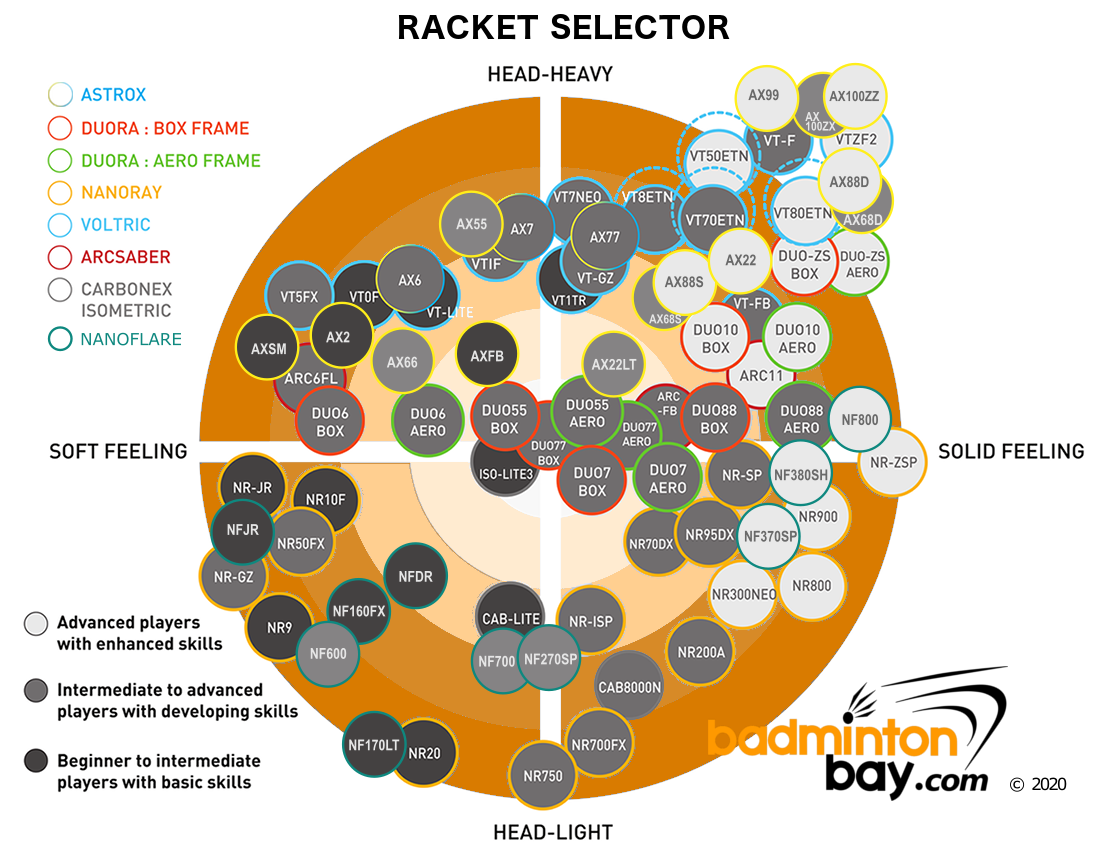 RACKET SELECTOR
HEAD-HEAVY
ASTROX
DUORA : BOX FRAME
DUORA : AERO FRAME
NANORAY
VOLTRIC
ARCSABER
CARBONEX
ISOMETRIC
NANOFLARE
AX99
AX
100ZX
AX100ZZ
VT-F
VTZF2
VT50ETN
AX88D
AX68D
VT7NEO
VT8ETN
VT70ETN
VT80ETN
AX55
AX7
AX77
VTIF
VT-GZ
VT1TR
AX22
DUO-ZS
BOX
DUO-ZS
AERO
AX88S
AX68S
VT-FB
VT5FX
VT0F
AX6
VT-LITE
DUO10
BOX
DUO10
AERO
AXSM
AX2
AX66
AXFB
AX22LT
ARC11
ARC6FL
DUO6
BOX
DUO6
AERO
DUO55
BOX
DUO55
AERO
ARC
-FB
DUO88
BOX
DUO88
AERO
NF800
DUO77
BOX
DUO77
AERO
SOFT FEELING
SOLID FEELING
ISO-LITE3
DUO7
BOX
DUO7
AERO
NR-SP
NF380SH
NR-ZSP
NR-JR
NR10F
NFJR
NR50FX
NR-GZ
NR70DX
NR95DX
NF370SP
NR900
NFDR
NR300NEO
NR800
NF160FX
NR9
NF600
CAB-LITE
NR-ISP
NF700
NF270SP
NR200A
CAB8000N
Advanced players
with enhanced skills
Intermediate to advanced
players with developing skills
Beginner to intermediate
players with basic skills
NF170LT
NR20
NR700FX
NR750
badminton
bay.com
© 2020
HEAD-LIGHT